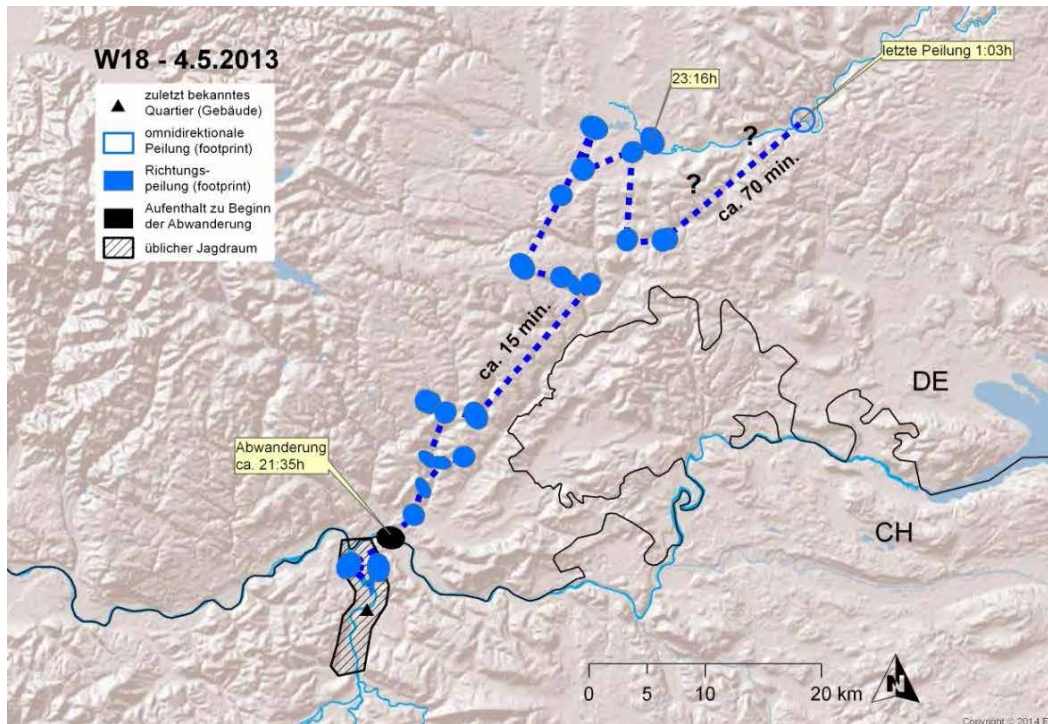 W18 - 4.5.2013
zuletzt bekanntes
Quartier (Gebäude)
omnidirektionale
Peilung (footprint)
Richtungs-
peilung (footprint)
Aufenthalt zu Beginn
der Abwanderung
üblicher Jagdraum
letzte Peilung 1:03h
23:16h
?
?
ca. 70 min.
ca. 15 min.
DE
Abwanderung
ca. 21:35h
CH
0 5 10 20 km
N
Copyright © 2014 E